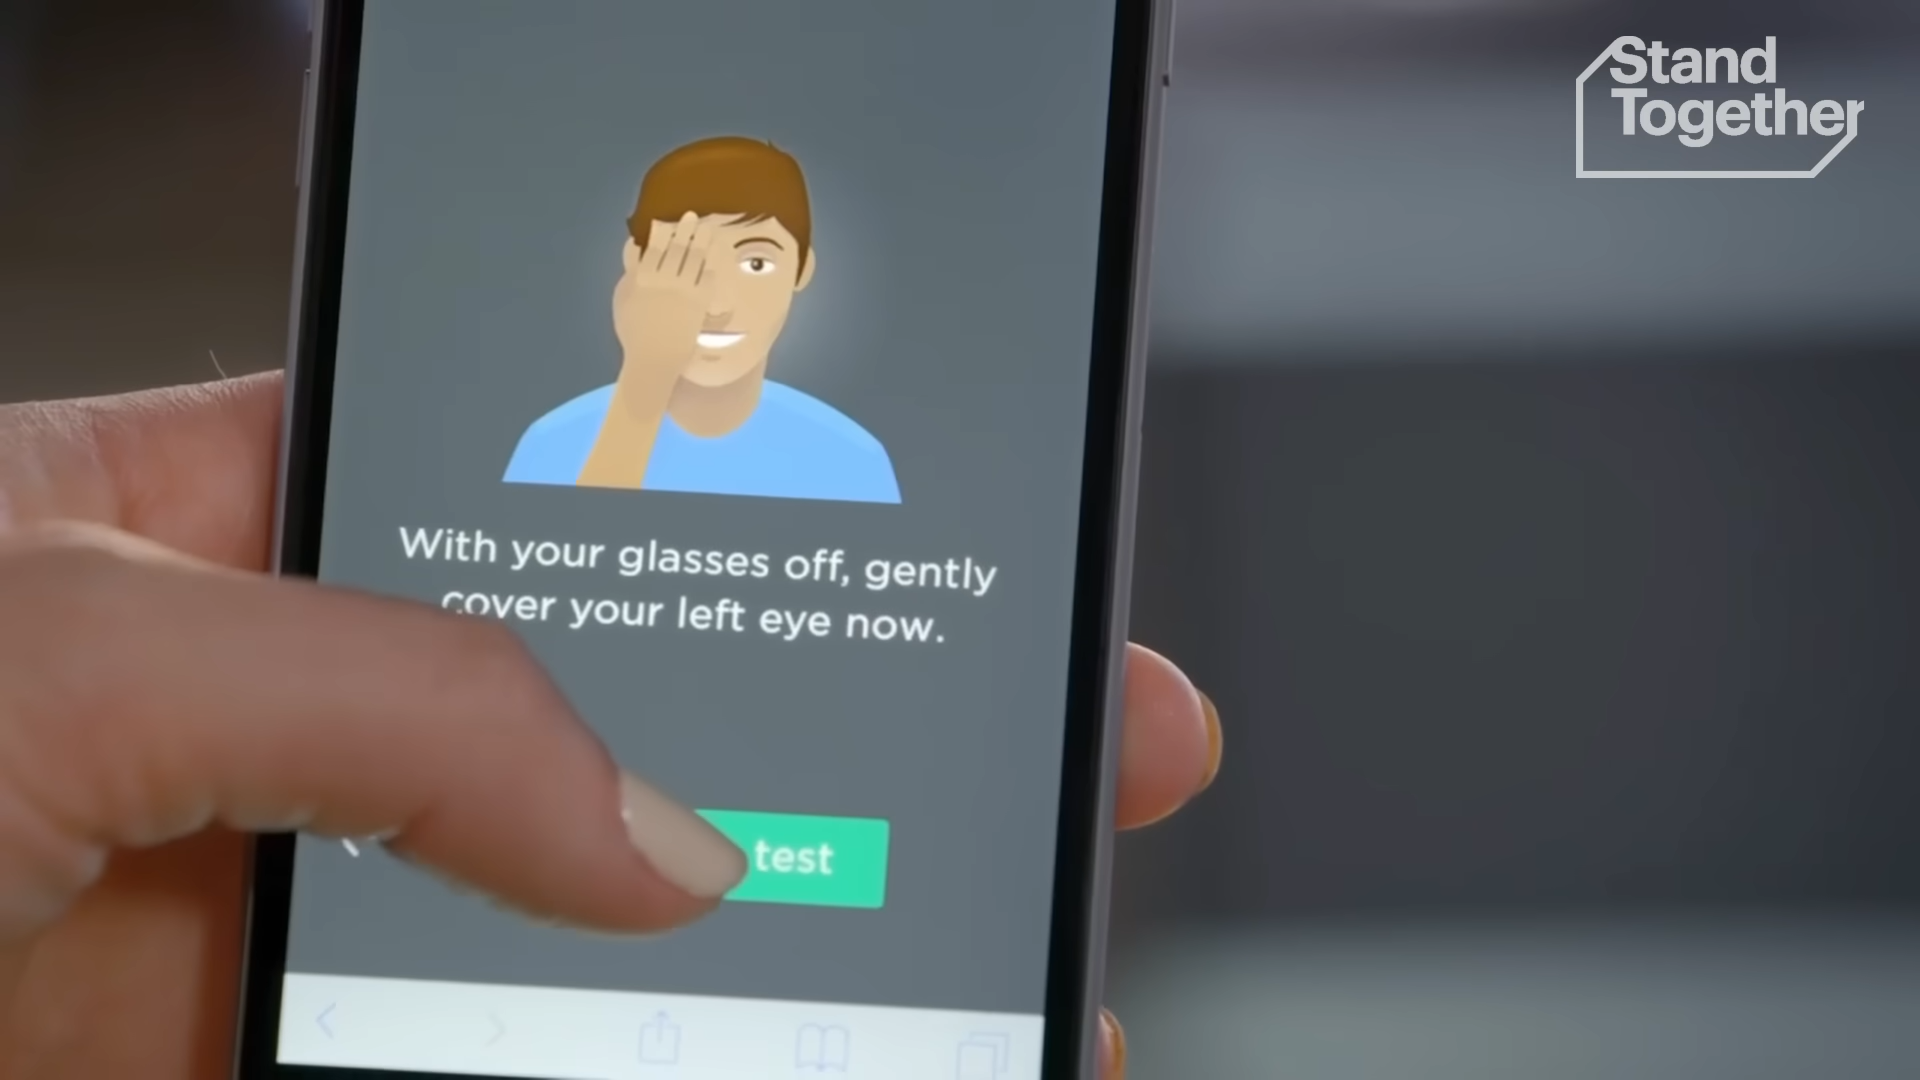 Stand
Together
With your glasses off, gently
cover your left eye now.
test